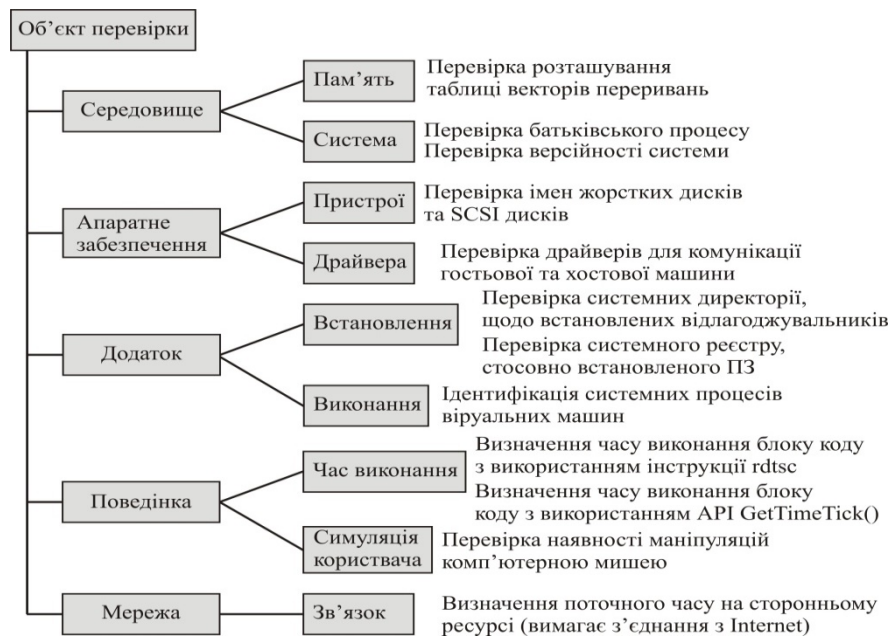 Об’єкт перевірки
Середовище
Пам’ять
Перевірка розташування
таблиці векторів переривань
Система
Перевірка батьківського процесу
Перевірка версійності системи
Апаратне
забезпечення
Пристрої
Перевірка імен жорстких дисків
та SCSI дисків
Драйвера
Перевірка драйверів для комунікації
гостьової та хостової машини
Додаток
Встановлення
Перевірка системних директорії,
щодо встановлених відлагоджувальників
Перевірка системного реєстру,
стосовно встановленого ПЗ
Виконання
Ідентифікація системних процесів
віруальних машин
Поведінка
Час виконання
Визначення часу виконання блоку коду
з використанням інструкції rdtsc
Визначення часу виконання блоку
коду з використанням API GetTimeTick()
Симуляція
користвача
Перевірка наявності маніпуляцій
комп’ютерною мишею
Мережа
Зв’язок
Визначення поточного часу на сторонньому
ресурсі (вимагає з’єднання з Internet)